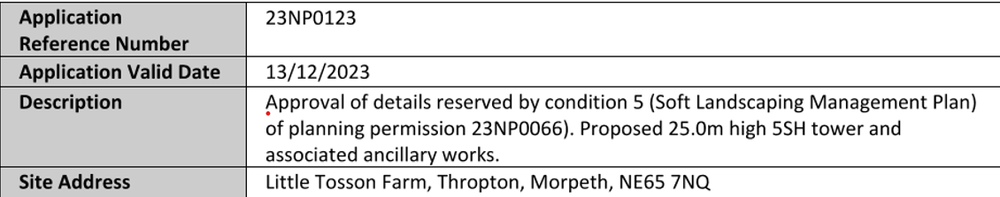 Application 23NP0123
Reference Number
Application Valid Date 13/12/2023
Description Approval of details reserved by condition 5 (Soft Landscaping Management Plan)
of planning permission 23NP0066). Proposed 25.0m high 5SH tower and
associated ancillary works.
Site Address Little Tosson Farm, Thropton, Morpeth, NE65 7NQ